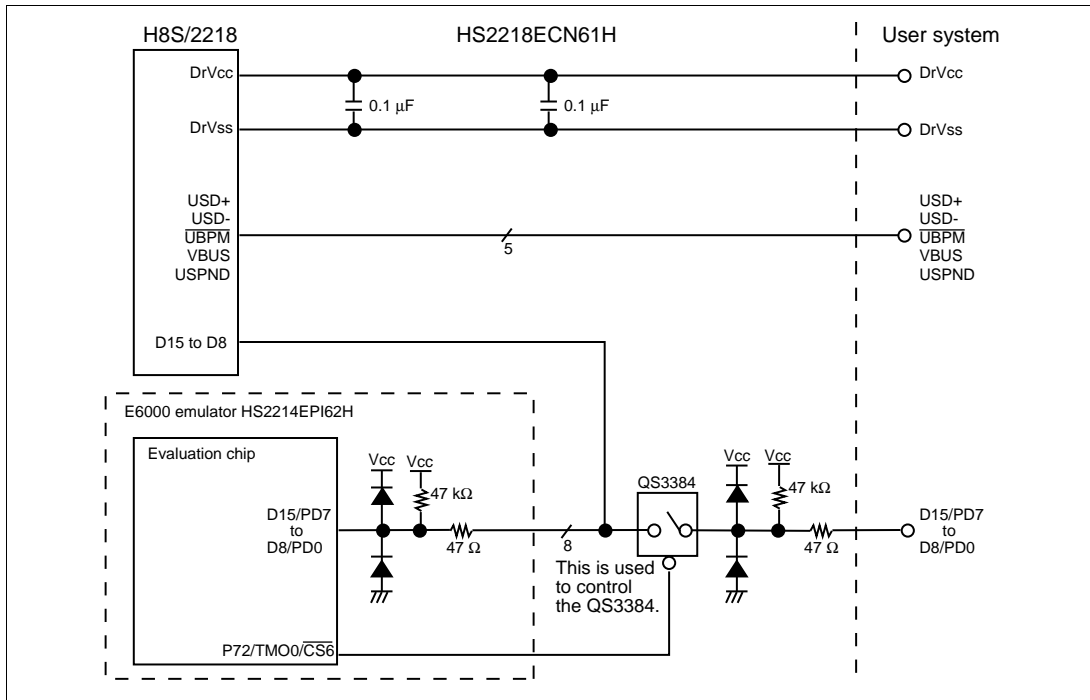 H8S/2218
HS2218ECN61H
User system
DrVcc
DrVcc
0.1 μF
0.1 μF
DrVss
DrVss
USD+
USD-
UBPM
VBUS
USPND
5
USD+
USD-
UBPM
VBUS
USPND
D15 to D8
E6000 emulator HS2214EPI62H
Evaluation chip
Vcc
Vcc
47 kΩ
D15/PD7
to
D8/PD0
47 Ω
8
QS3384
This is used
to control
the QS3384.
Vcc
Vcc
47 kΩ
47 Ω
D15/PD7
to
D8/PD0
P72/TMO0/CS6